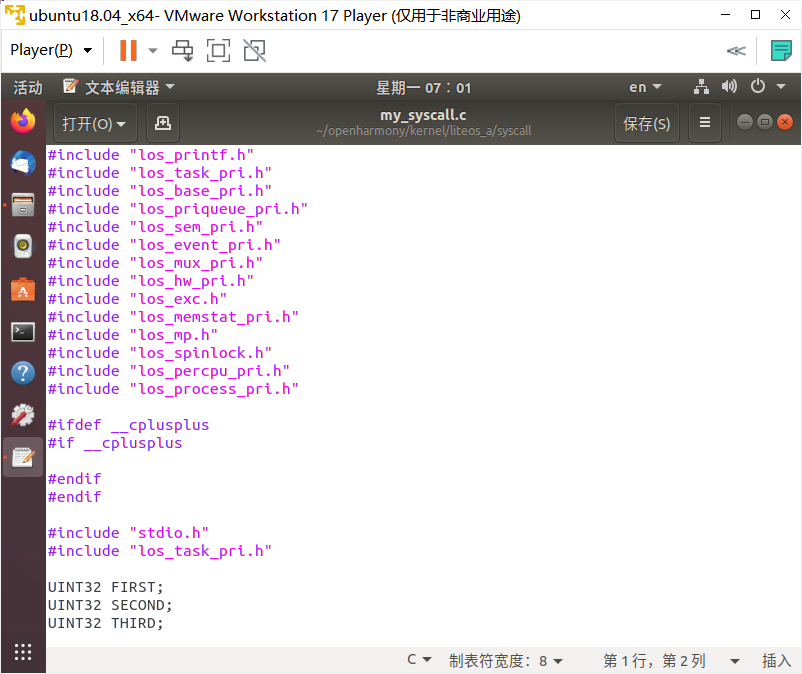 ubuntu18.04_x64- VMware Workstation 17 Player (仅用于非商业用途)
Player(P)
活动 文本编辑器 星期一 07：01 en
打开(O) my_syscall.c 保存(S)
~/openharmony/kernel/liteos_a/syscall
#include "los_printf.h"
#include "los_task_pri.h"
#include "los_base_pri.h"
#include "los_priqueue_pri.h"
#include "los_sem_pri.h"
#include "los_event_pri.h"
#include "los_mux_pri.h"
#include "los_hw_pri.h"
#include "los_exc.h"
#include "los_memstat_pri.h"
#include "los_mp.h"
#include "los_spinlock.h"
#include "los_percpu_pri.h"
#include "los_process_pri.h"
#ifdef __cplusplus
#if __cplusplus
#endif
#endif
#include "stdio.h"
#include "los_task_pri.h"
UINT32 FIRST;
UINT32 SECOND;
UINT32 THIRD;
C 制表符宽度：8 第 1 行，第 2 列 插入